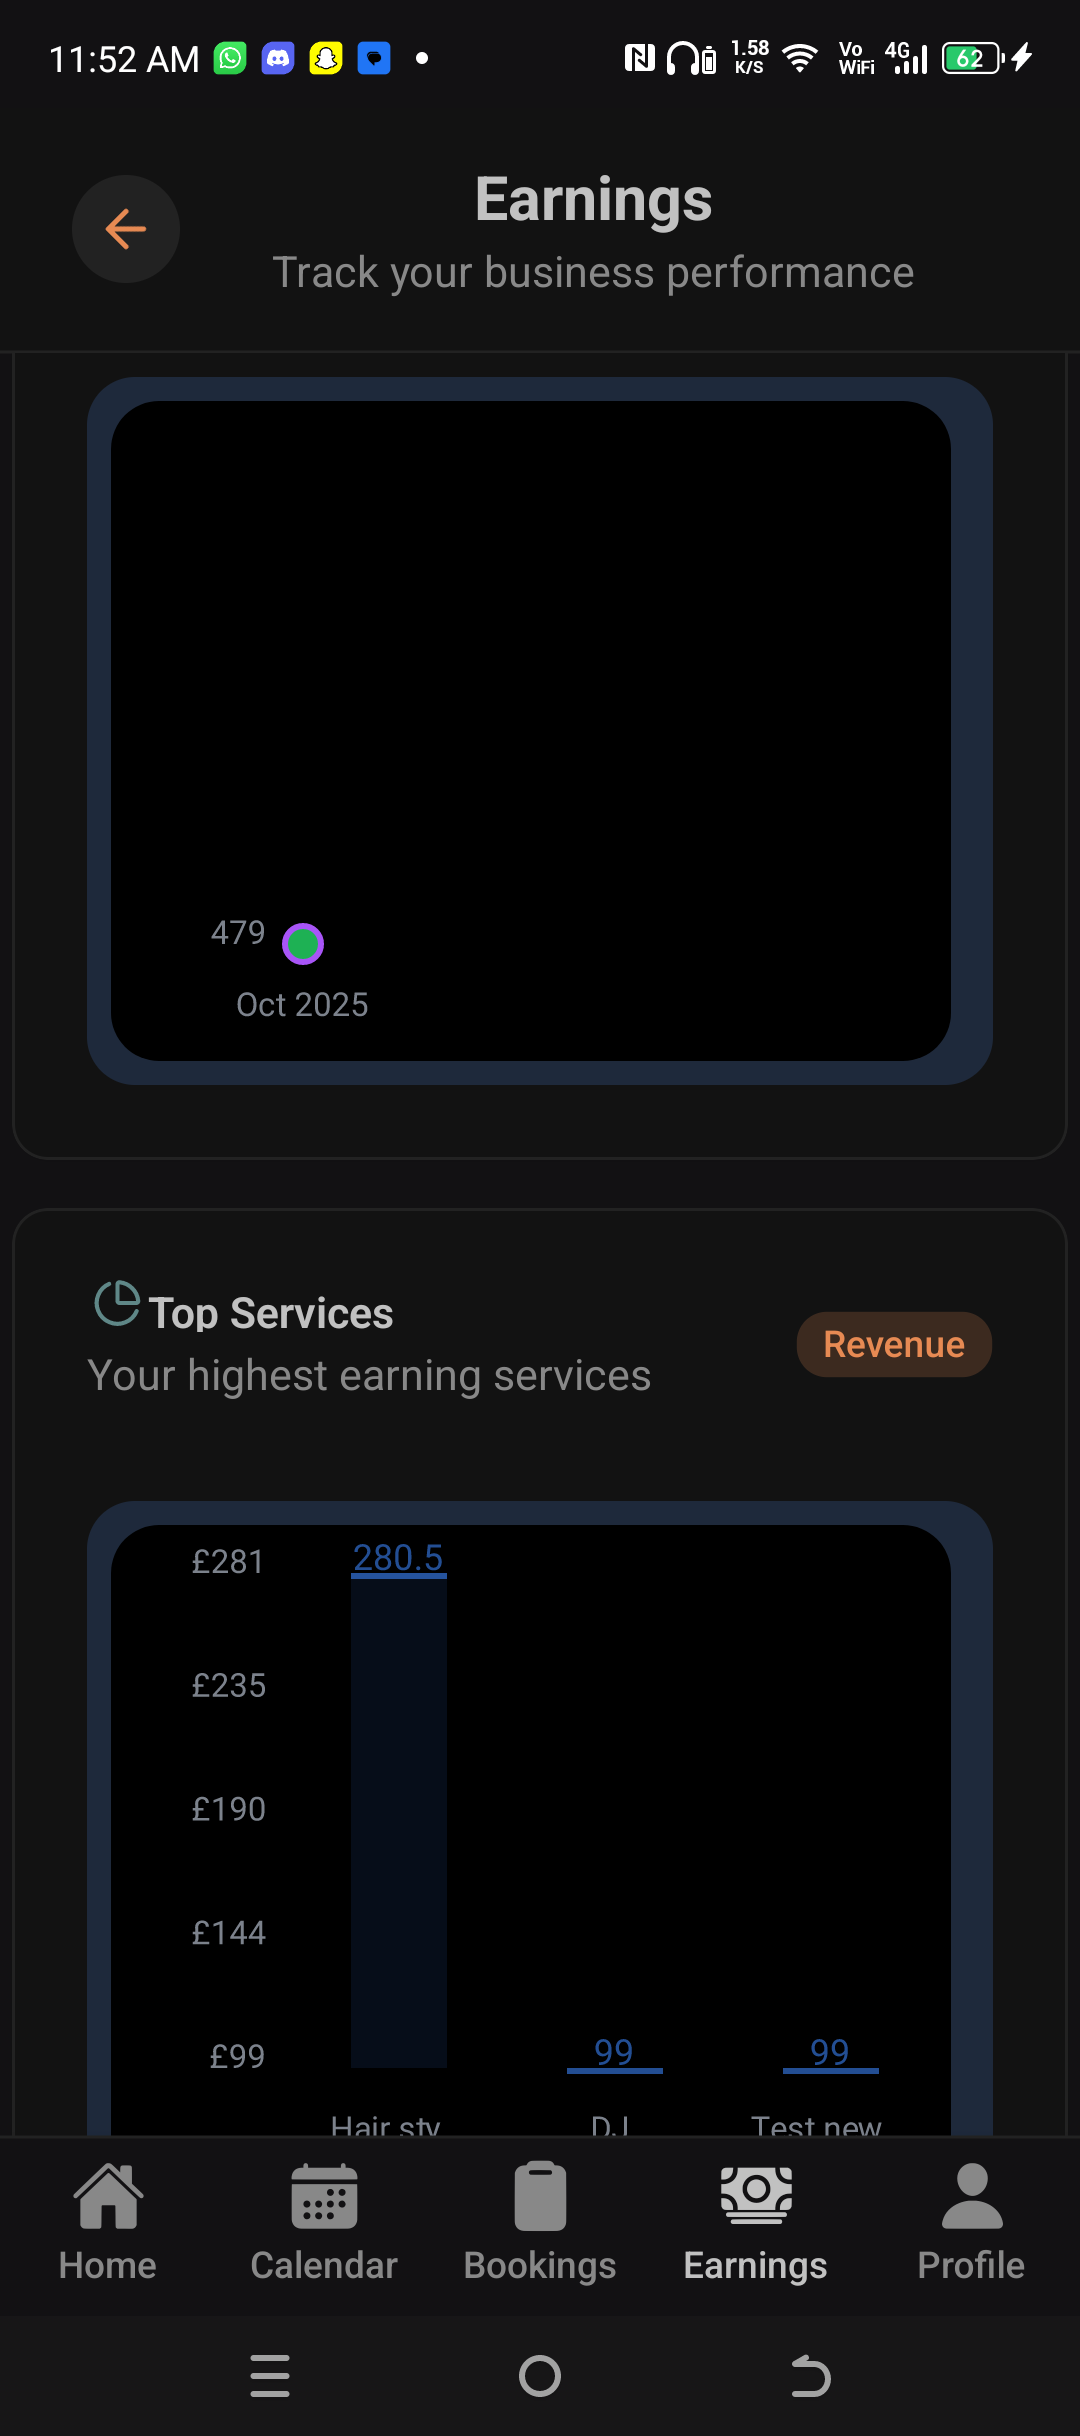 11:52 AM
1.58
K/S
Vo
WiFi
4G
62
Earnings
Track your business performance
479
Oct 2025
Top Services
Your highest earning services
Revenue
£281
280.5
£235
£190
£144
£99
99
99
Hair sty
DJ
Test new
Home
Calendar
Bookings
Earnings
Profile